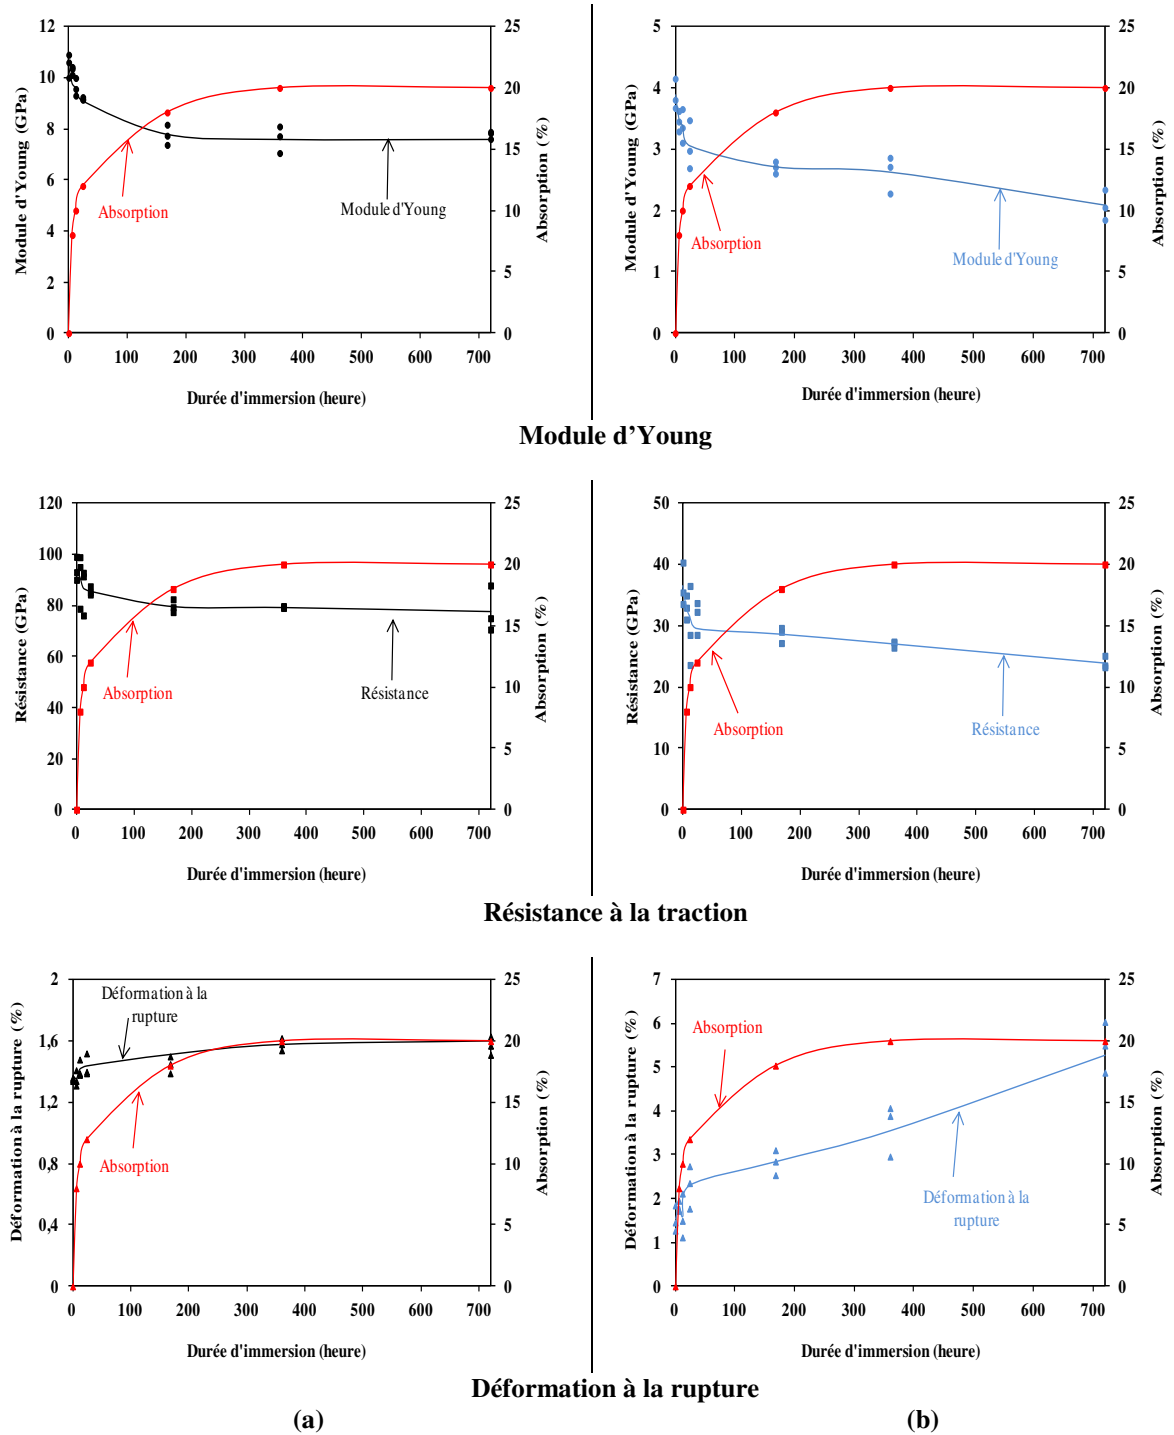 12
10
8
6
4
2
0
Module d'Young (GPa)
25
20
15
10
5
0
Absorption (%)
Absorption
Module d'Young
0 100 200 300 400 500 600 700
Durée d'immersion (heure)
5
4
3
2
1
0
Module d'Young (GPa)
25
20
15
10
5
0
Absorption (%)
Absorption
Module d'Young
0 100 200 300 400 500 600 700
Durée d'immersion (heure)
Module d’Young
120
100
80
60
40
20
0
Résistance (GPa)
25
20
15
10
5
0
Absorption (%)
Absorption
Résistance
0 100 200 300 400 500 600 700
Durée d'immersion (heure)
50
40
30
20
10
0
Résistance (GPa)
25
20
15
10
5
0
Absorption (%)
Absorption
Résistance
0 100 200 300 400 500 600 700
Durée d'immersion (heure)
Résistance à la traction
2
1,6
1,2
0,8
0,4
0
Déformation à la rupture (%)
25
20
15
10
5
0
Absorption (%)
Déformation à la
rupture
Absorption
0 100 200 300 400 500 600 700
Durée d'immersion (heure)
7
6
5
4
3
2
1
0
Déformation à la rupture (%)
25
20
15
10
5
0
Absorption (%)
Absorption
Déformation à la
rupture
0 100 200 300 400 500 600 700
Durée d'immersion (heure)
Déformation à la rupture
(a) (b)